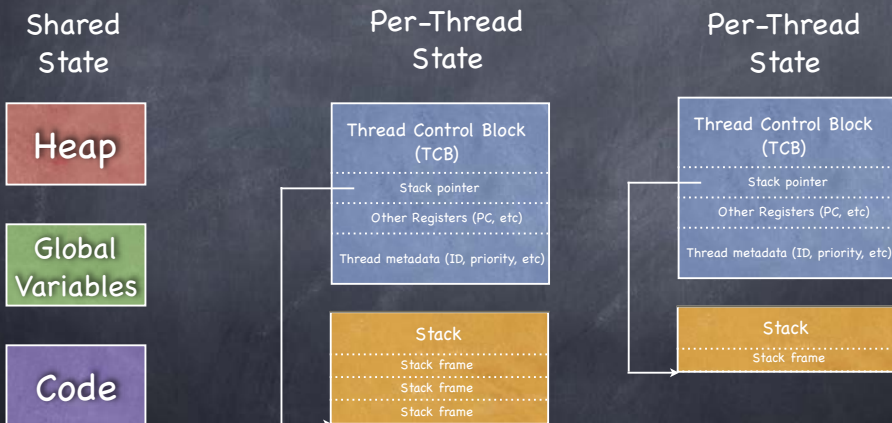 Shared
State
Heap
Global
Variables
Code
Per-Thread
State
Thread Control Block
(TCB)
Stack pointer
Other Registers (PC, etc)
Thread metadata (ID, priority, etc)
Stack
Stack frame
Stack frame
Stack frame
Per-Thread
State
Thread Control Block
(TCB)
Stack pointer
Other Registers (PC, etc)
Thread metadata (ID, priority, etc)
Stack
Stack frame